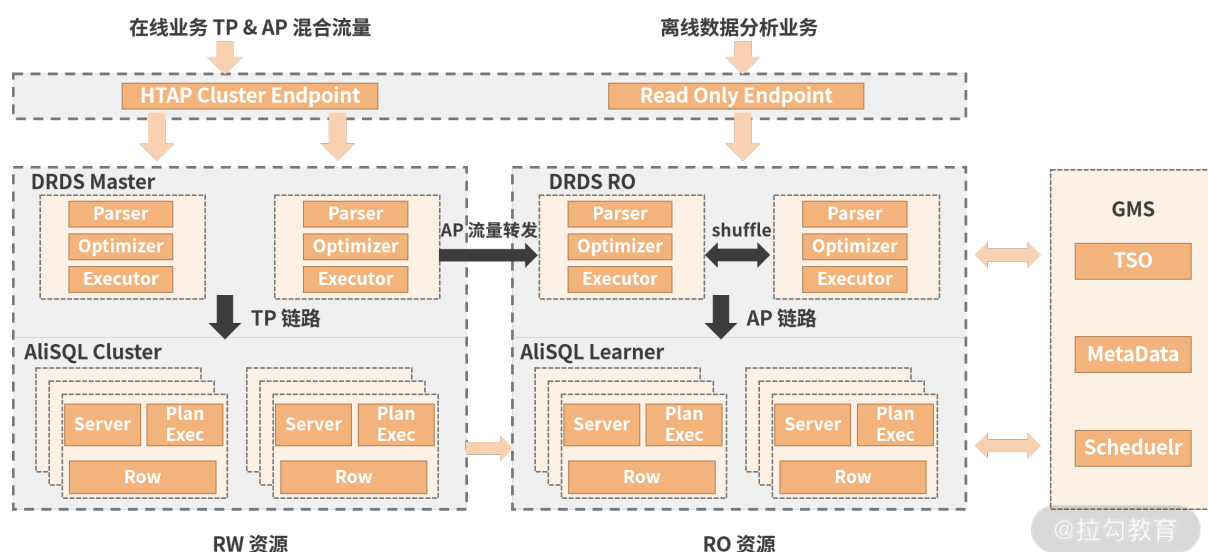 在线业务 TP & AP 混合流量
离线数据分析业务
HTAP Cluster Endpoint
Read Only Endpoint
DRDS Master
Parser
Optimizer
Executor
Parser
Optimizer
Executor
AP 流量转发
DRDS RO
Parser
Optimizer
Executor
shuffle
Parser
Optimizer
Executor
TP 链路
AP 链路
AliSQL Cluster
Server
Plan
Exec
Row
Server
Plan
Exec
Row
AliSQL Learner
Server
Plan
Exec
Row
Server
Plan
Exec
Row
GMS
TSO
MetaData
Scheduelr
RW 资源
RO 资源
@拉勾教育